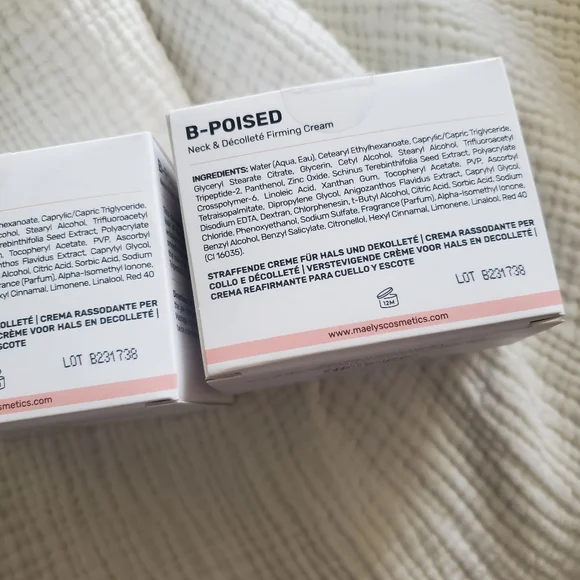 B-POISED
Neck & Décolleté Firming Cream
INGREDIENTS: Water (Aqua, Eau), Cetearyl Ethylhexanoate, Caprylic/Capric Triglyceride,
Glyceryl Stearate Citrate, Glycerin, Cetyl Alcohol, Stearyl Alcohol, Trifluoroacetyl
Tripeptide-2, Panthenol, Zinc Oxide, Schinus Terebinthifolia Seed Extract, Polyacrylate
Crosspolymer-6, Linoleic Acid, Xanthan Gum, Tocopheryl Acetate, PVP, Ascorbyl
Tetraisopalmitate, Dipropylene Glycol, Anigozanthos Flavidus Extract, Caprylyl Glycol,
Disodium EDTA, Dextran, Chlorphenesin, t-Butyl Alcohol, Citric Acid, Sorbic Acid, Sodium
Chloride, Phenoxyethanol, Sodium Sulfate, Fragrance (Parfum), Alpha-Isomethyl Ionone,
Benzyl Alcohol, Benzyl Salicylate, Citronellol, Hexyl Cinnamal, Limonene, Linalool, Red 40
(CI 16035).
STRAFFENDE CREME FÜR HALS UND DEKOLLETÉ | CREMA RASSODANTE PER
COLLO E DÉCOLLETÉ | VERSTEVIGENDE CRÈME VOOR HALS EN DECOLLETÉ |
CREMA REAFIRMANTE PARA CUELLO Y ESCOTE
12M
LOT B231738
www.maelyscosmetics.com
hexanoate, Caprylic/Capric Triglyceride,
Alcohol, Stearyl Alcohol, Trifluoroacetyl
rebinthifolia Seed Extract, Polyacrylate
Tocopheryl Acetate, PVP, Ascorbyl
Flavidus Extract, Caprylyl Glycol,
Alcohol, Citric Acid, Sorbic Acid, Sodium
rance (Parfum), Alpha-Isomethyl Ionone,
xyl Cinnamal, Limonene, Linalool, Red 40
OLLETÉ | CREMA RASSODANTE PER
CRÈME VOOR HALS EN DECOLLETÉ |
SCOTE
LOT B231738
smetics.com